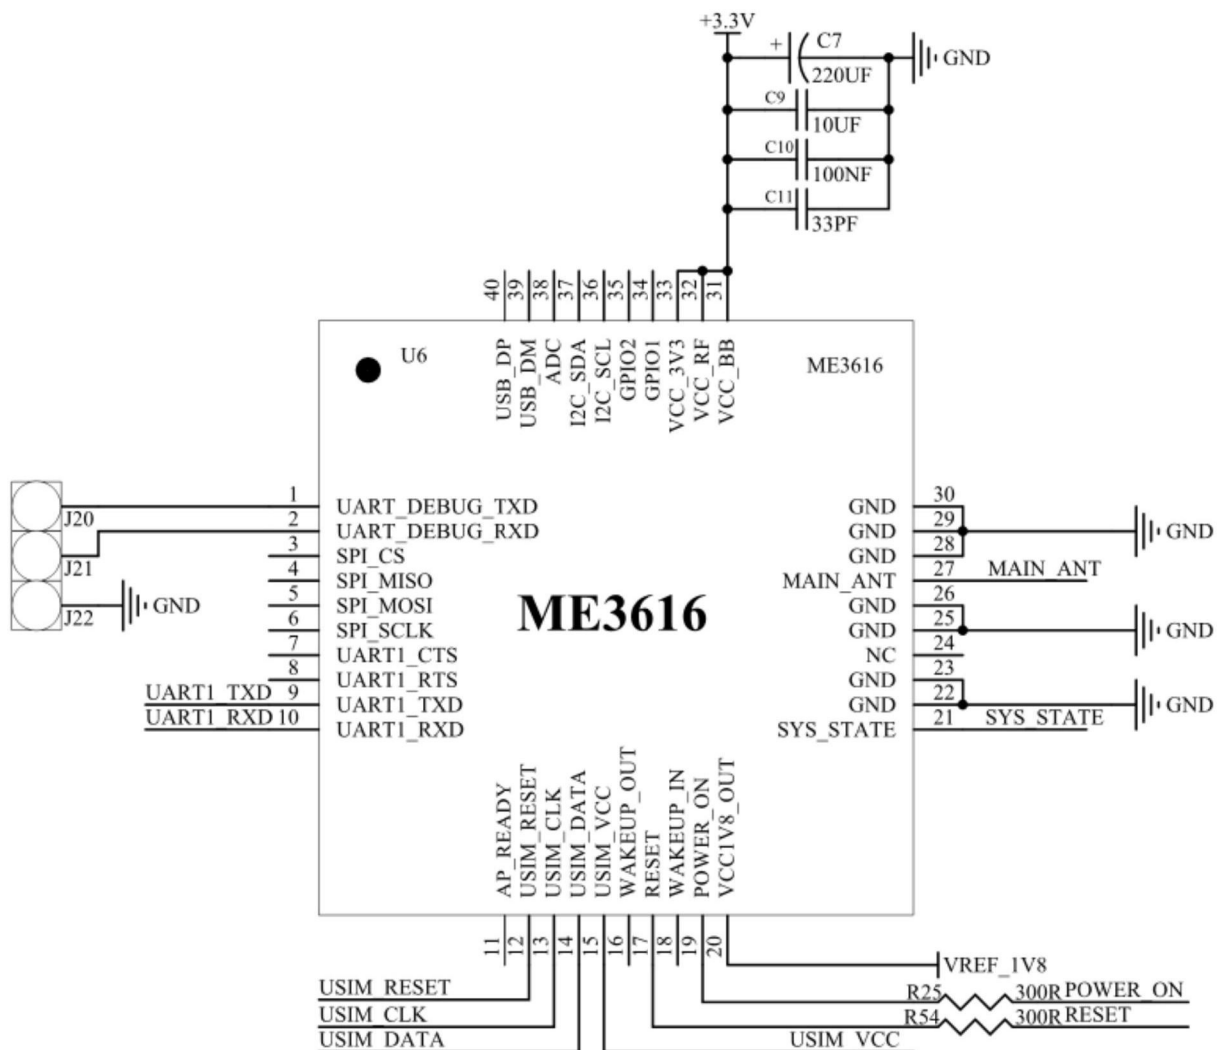 +3.3V
+ C7
220UF
GND
C9
10UF
C10
100NF
C11
33PF
40 39 38 37 36 35 34 33 32 31
U6
ME3616
USB_DP
USB_DM
ADC
I2C_SDA
I2C_SCL
GPIO2
GPIO1
VCC_3V3
VCC_RF
VCC_BB
J20
J21
J22
GND
1 UART_DEBUG_TXD
2 UART_DEBUG_RXD
3 SPI_CS
4 SPI_MISO
5 SPI_MOSI
6 SPI_SCLK
7 UART1_CTS
8 UART1_RTS
UART1_TXD 9 UART1_TXD
UART1_RXD 10 UART1_RXD
ME3616
GND 30
GND 29
GND
GND 28
MAIN_ANT 27 MAIN_ANT
GND 26
GND 25
GND
NC 24
GND 23
GND 22
GND
SYS_STATE 21 SYS_STATE
AP_READY
USIM_RESET
USIM_CLK
USIM_DATA
USIM_VCC
WAKEUP_OUT
RESET
WAKEUP_IN
POWER_ON
VCC1V8_OUT
11 12 13 14 15 16 17 18 19 20
VREF_1V8
USIM_RESET
R25 300R POWER_ON
USIM_CLK
R54 300R RESET
USIM_DATA
USIM_VCC